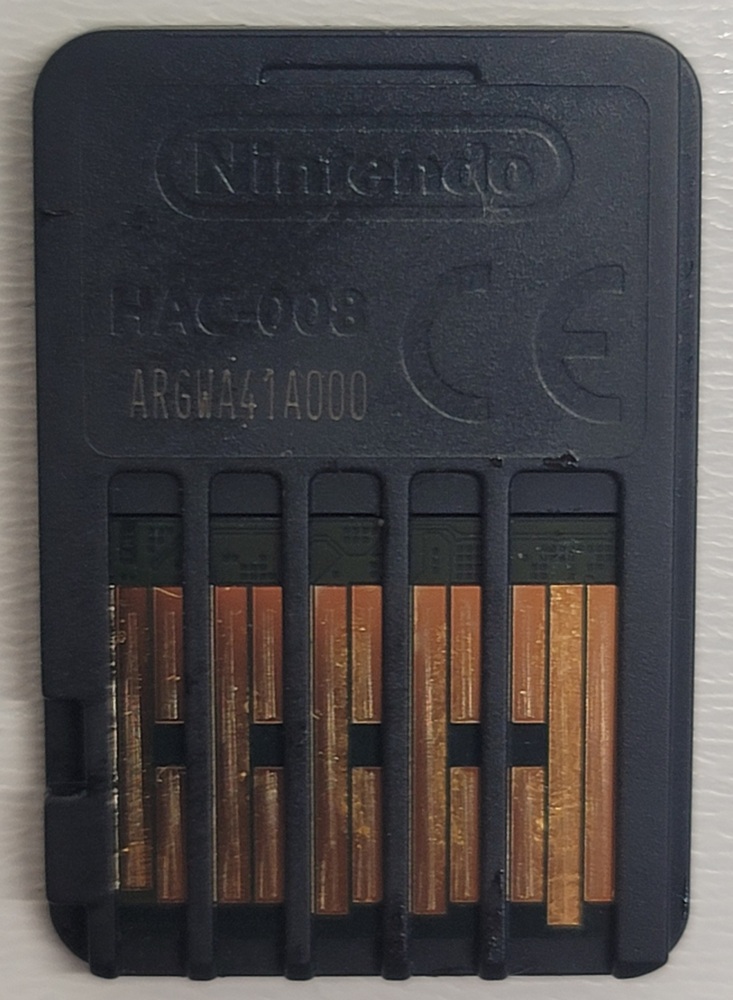 Nintendo
HAC-008
ARGWA41A000
CE